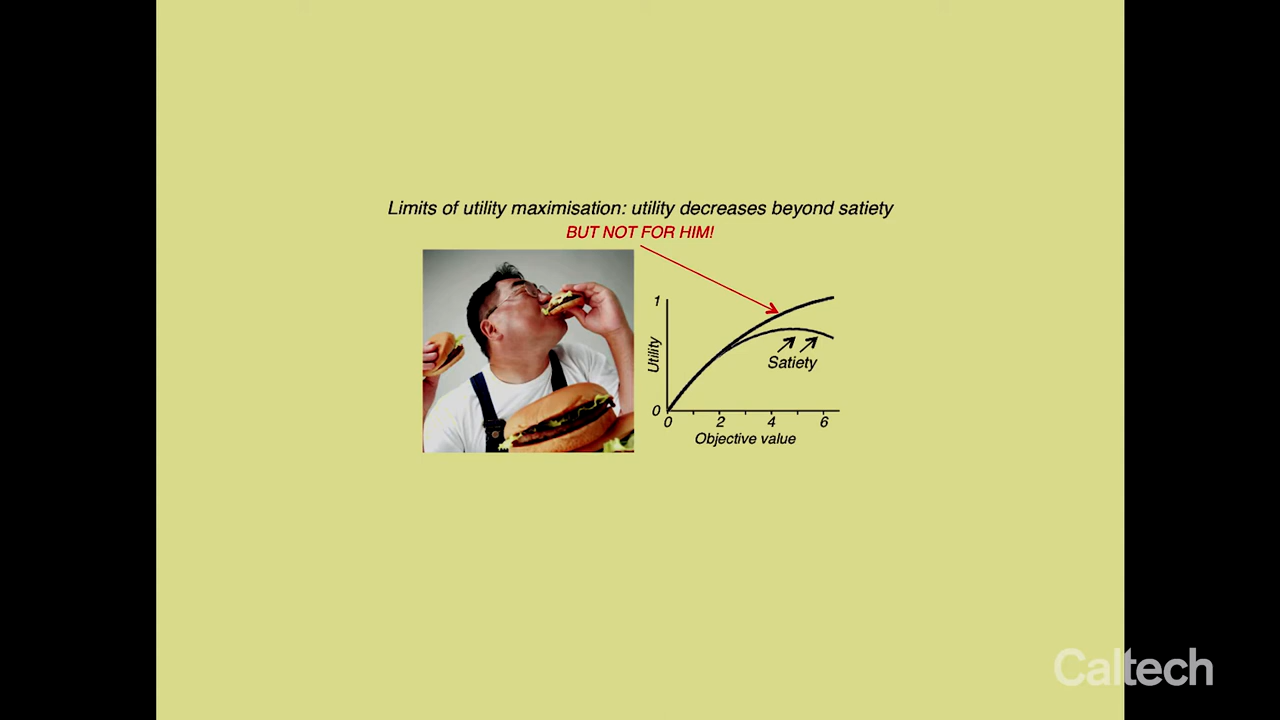 Limits of utility maximisation: utility decreases beyond satiety
BUT NOT FOR HIM!
1
Utility
Satiety
0
0 2 4 6
Objective value
Caltech